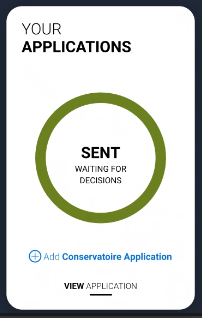 YOUR
APPLICATIONS
SENT
WAITING FOR
DECISIONS
Add Conservatoire Application
VIEW APPLICATION